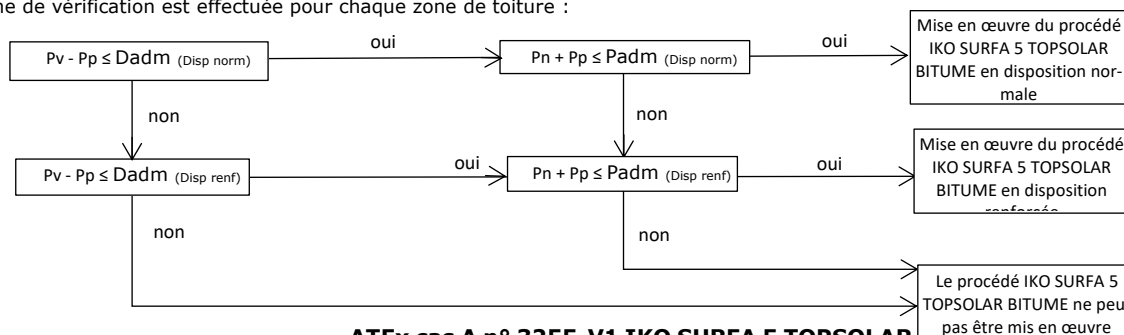 ne de vérification est effectuée pour chaque zone de toiture :
Pv - Pp ≤ Dadm (Disp norm)
oui
Pn + Pp ≤ Padm (Disp norm)
oui
Mise en œuvre du procédé
IKO SURFA 5 TOPSOLAR
BITUME en disposition nor-
male
non
non
Pv - Pp ≤ Dadm (Disp renf)
oui
Pn + Pp ≤ Padm (Disp renf)
oui
Mise en œuvre du procédé
IKO SURFA 5 TOPSOLAR
BITUME en disposition
renforcée
non
non
Le procédé IKO SURFA 5
TOPSOLAR BITUME ne peu
pas être mis en œuvre